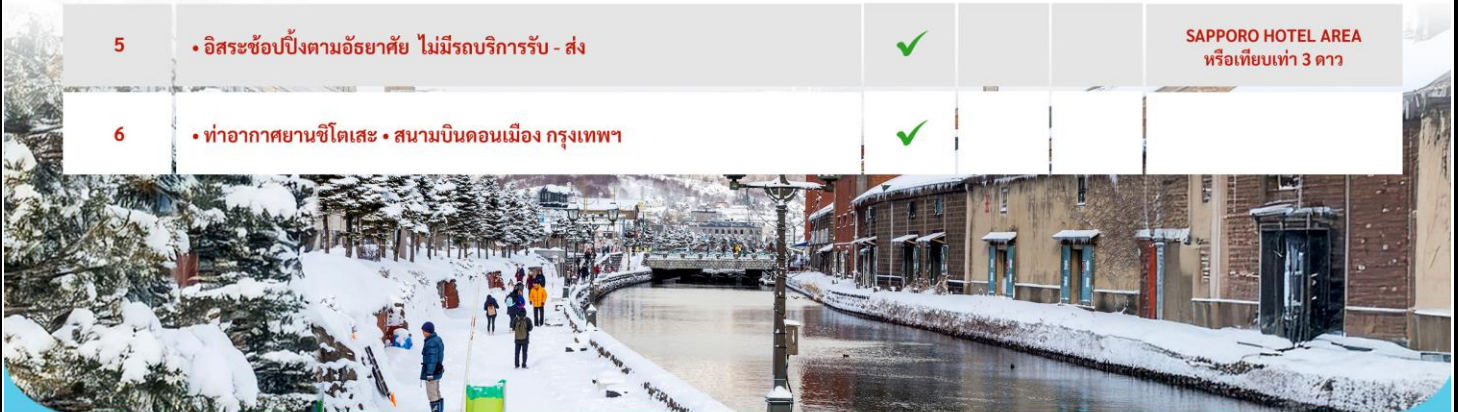 5 • อิสระช้อปปิ้งตามอัธยาศัย ไม่มีรถบริการรับ - ส่ง ✓ SAPPORO HOTEL AREA
หรือเทียบเท่า 3 ดาว
6 • ท่าอากาศยานชิโตเสะ • สนามบินดอนเมือง กรุงเทพฯ ✓